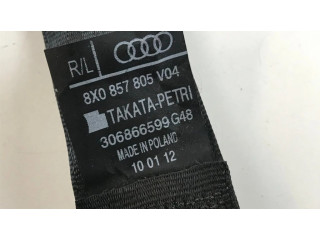 R/L
8X0 857 805 V04
TAKATA-PETRI
306866599 G48
MADE IN POLAND
10 01 12